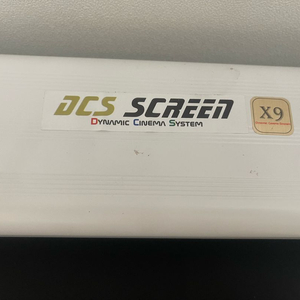 DCS SCREEN
DYNAMIC CINEMA SYSTEM
X9